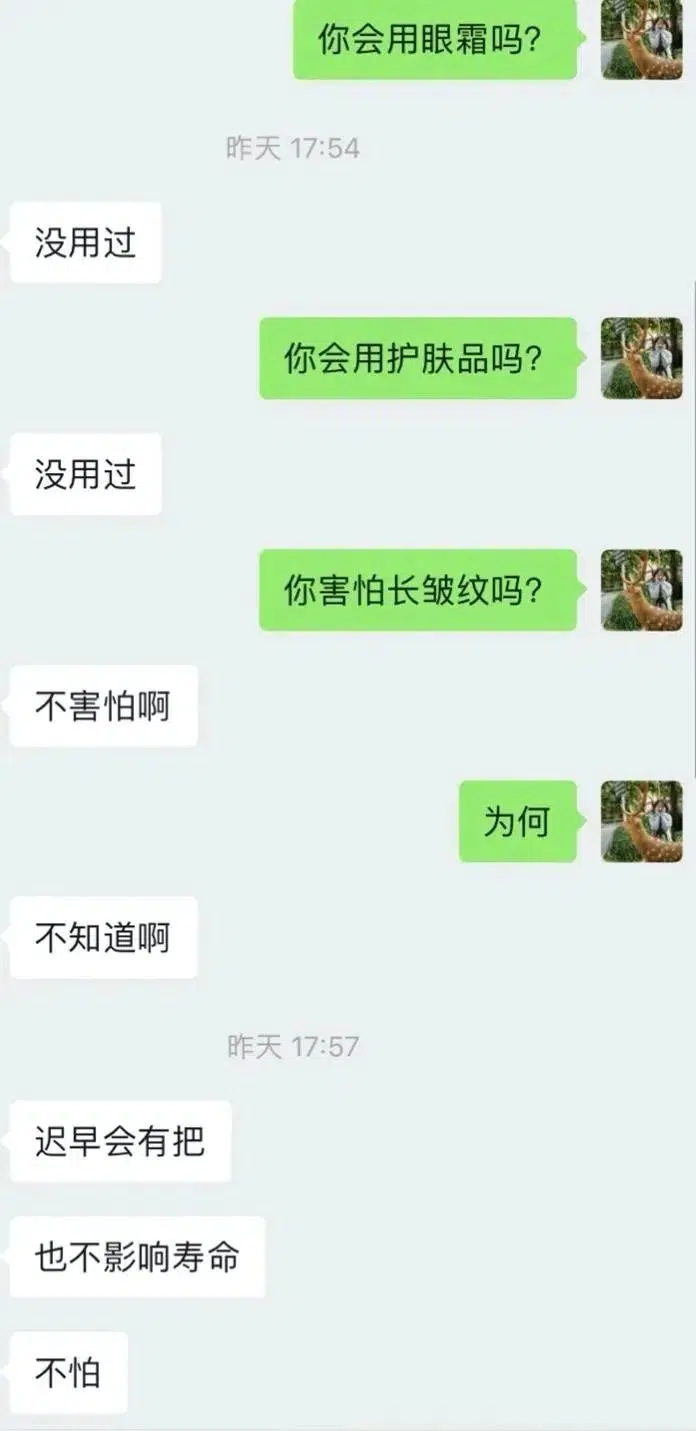 你会用眼霜吗?
昨天 17:54
没用过
你会用护肤品吗?
没用过
你害怕长皱纹吗?
不害怕啊
为何
不知道啊
昨天 17:57
迟早会有把
也不影响寿命
不怕